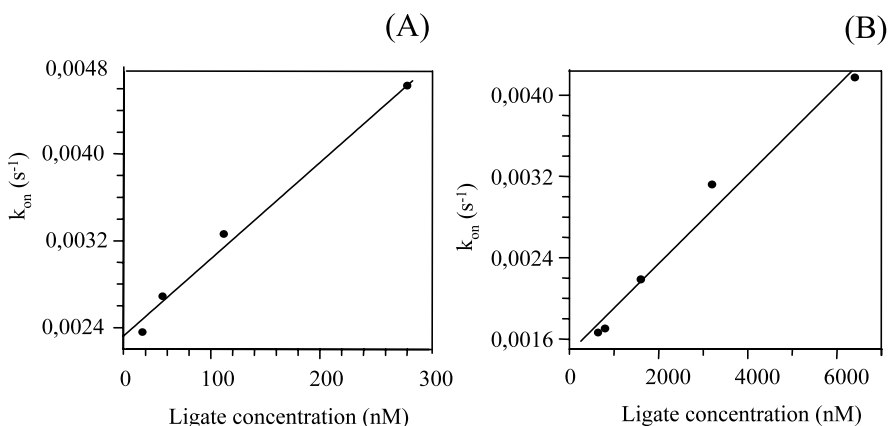 (A)
0,0048
0,0040
0,0032
0,0024
kon (s-1)
0
100
200
300
Ligate concentration (nM)
(B)
0,0040
0,0032
0,0024
0,0016
kon (s-1)
0
2000
4000
6000
Ligate concentration (nM)